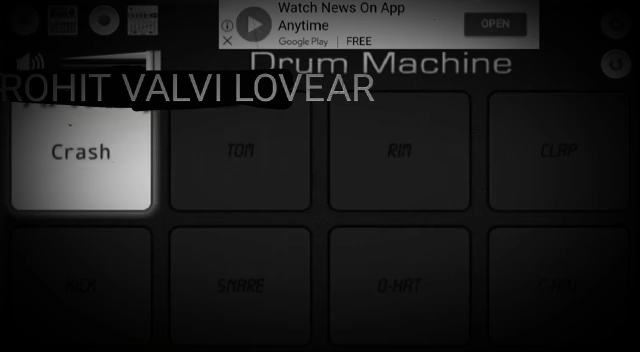 Watch News On App
Anytime
Google Play | FREE
OPEN
Drum Machine
ROHIT VALVI LOVEAR
Crash
TOM
RIM
CLAP
KICK
SNARE
O-HAT